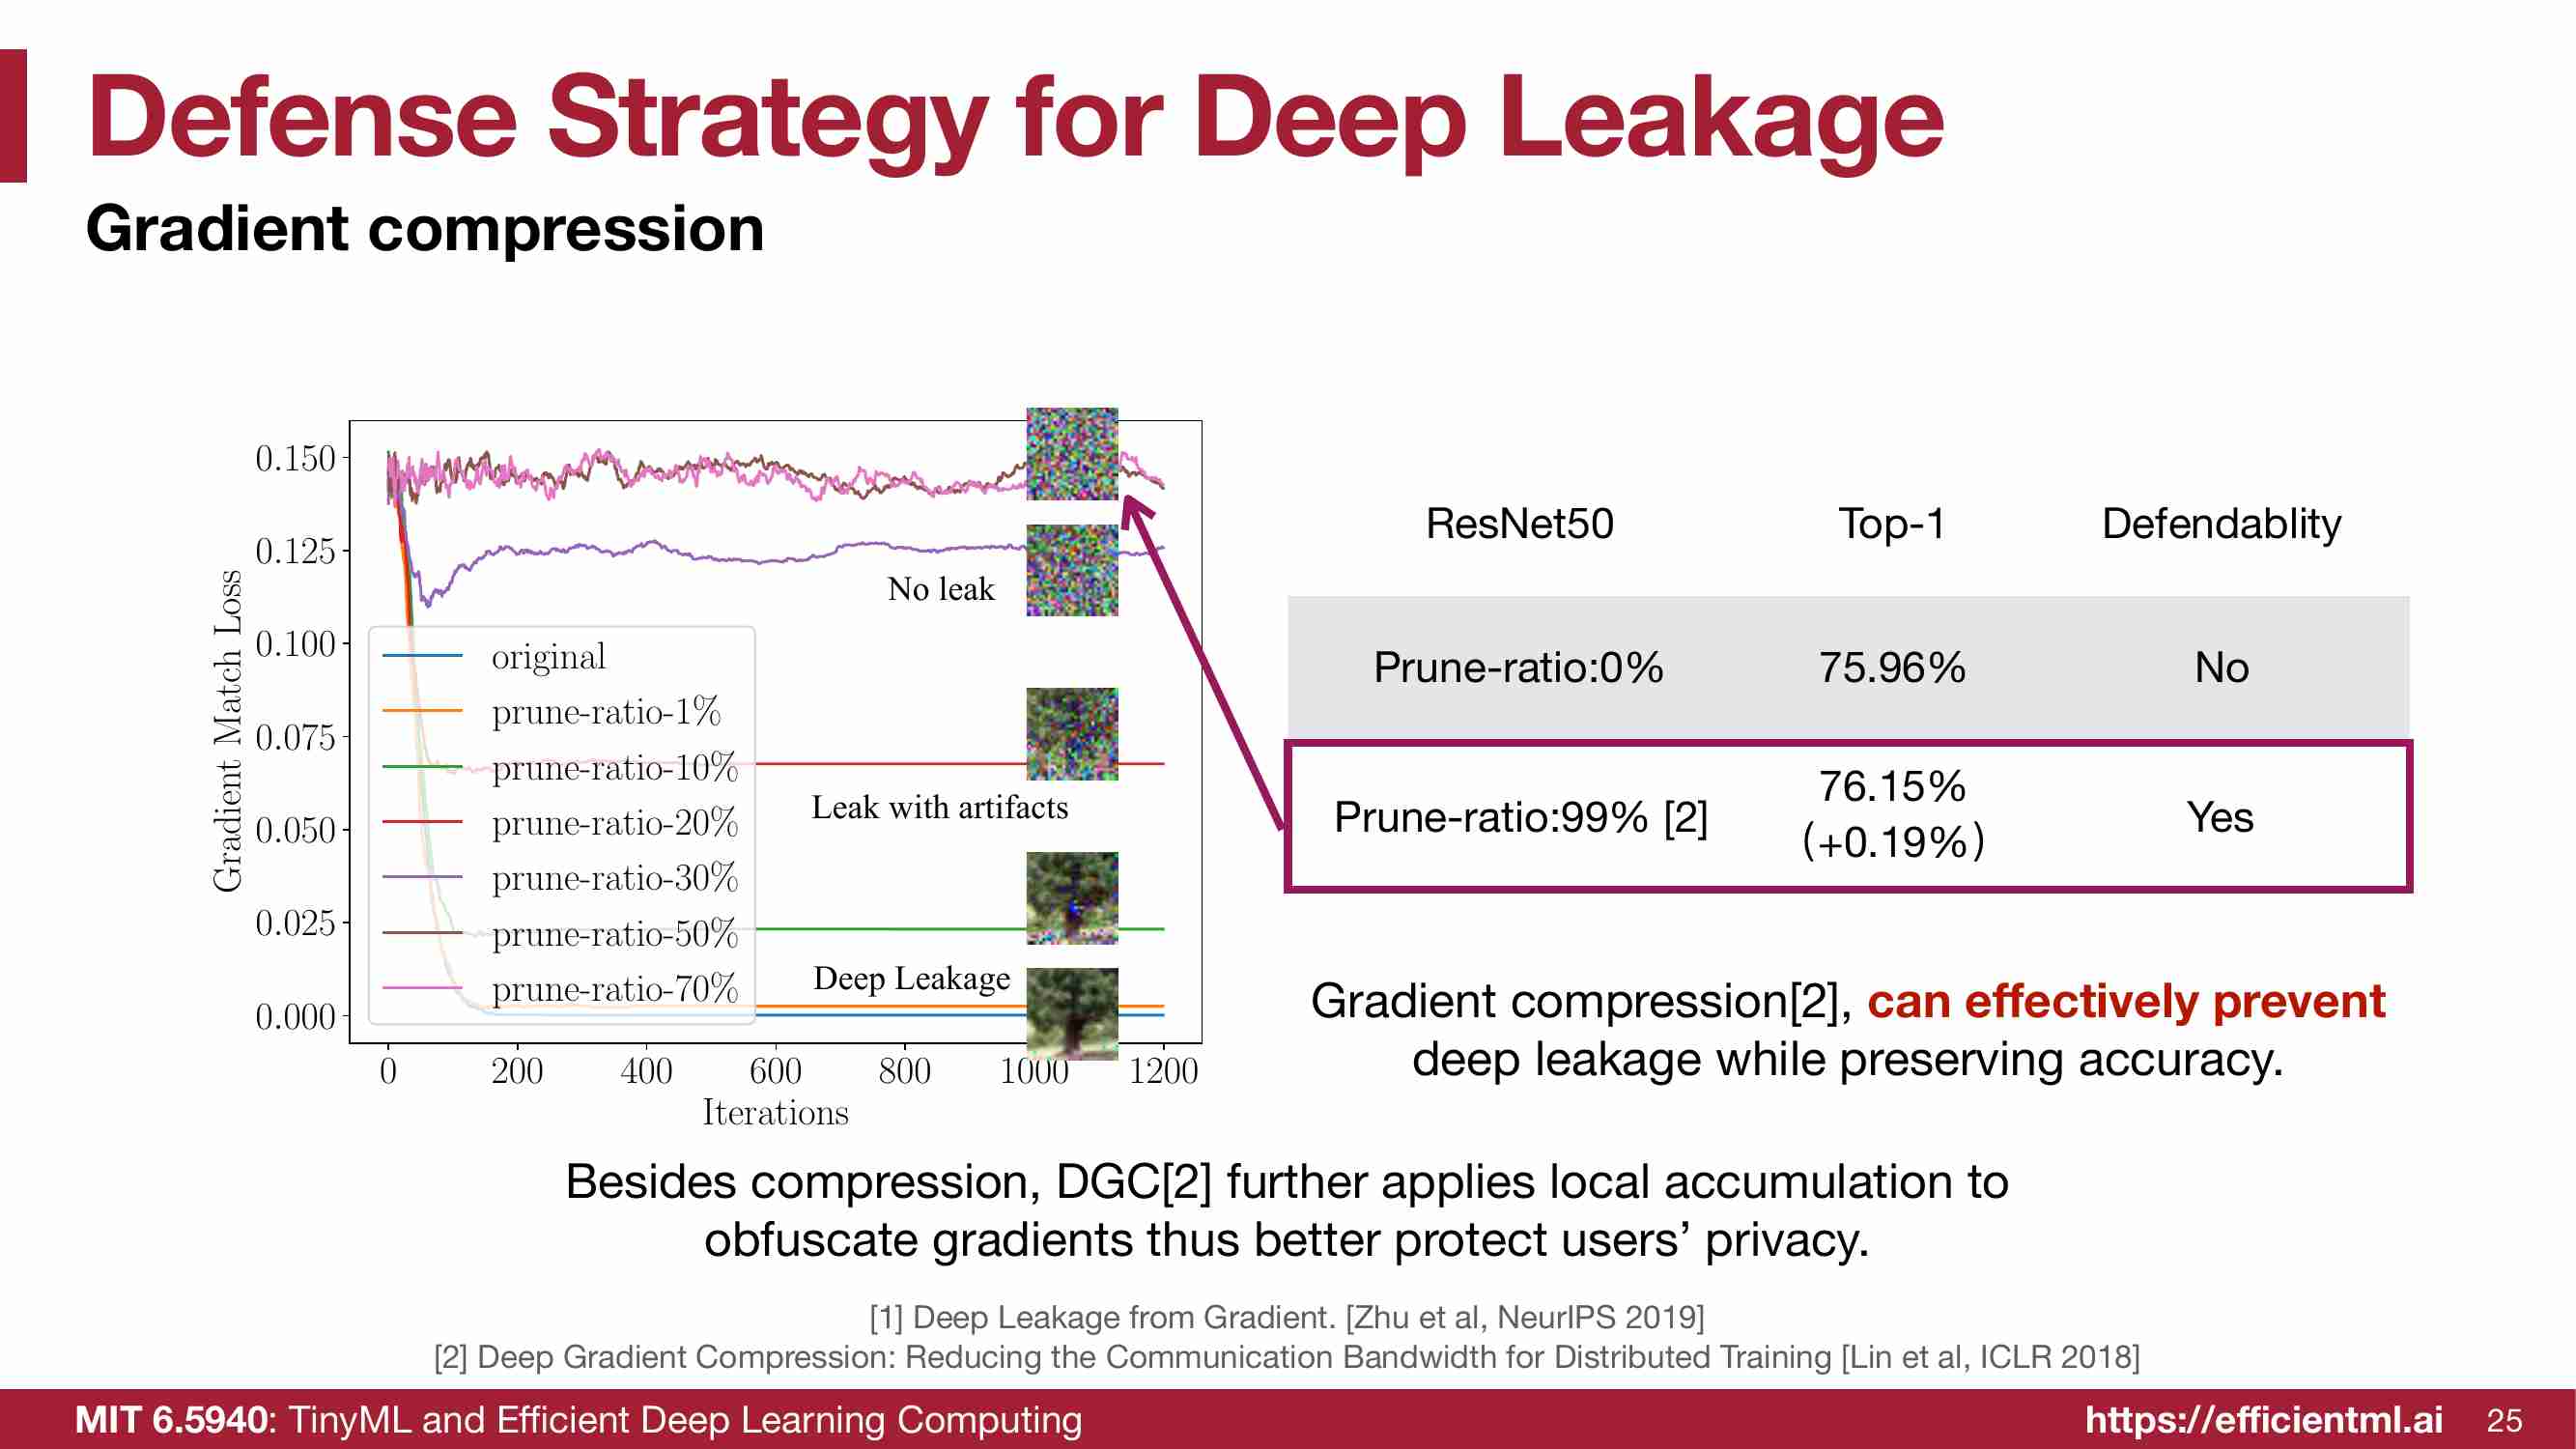 Defense Strategy for Deep Leakage
Gradient compression
0.150
0.125
0.100
0.075
0.050
0.025
0.000
Gradient Match Loss
No leak
original
prune-ratio-1%
prune-ratio-10%
prune-ratio-20%
prune-ratio-30%
prune-ratio-50%
prune-ratio-70%
Leak with artifacts
Deep Leakage
0 200 400 600 800 1000 1200
Iterations
ResNet50 Top-1 Defendablity
Prune-ratio:0% 75.96% No
Prune-ratio:99% [2] 76.15% Yes
(+0.19%)
Gradient compression[2], can effectively prevent
deep leakage while preserving accuracy.
Besides compression, DGC[2] further applies local accumulation to
obfuscate gradients thus better protect users’ privacy.
[1] Deep Leakage from Gradient. [Zhu et al, NeurIPS 2019]
[2] Deep Gradient Compression: Reducing the Communication Bandwidth for Distributed Training [Lin et al, ICLR 2018]
MIT 6.5940: TinyML and Efficient Deep Learning Computing
https://efficientml.ai 25